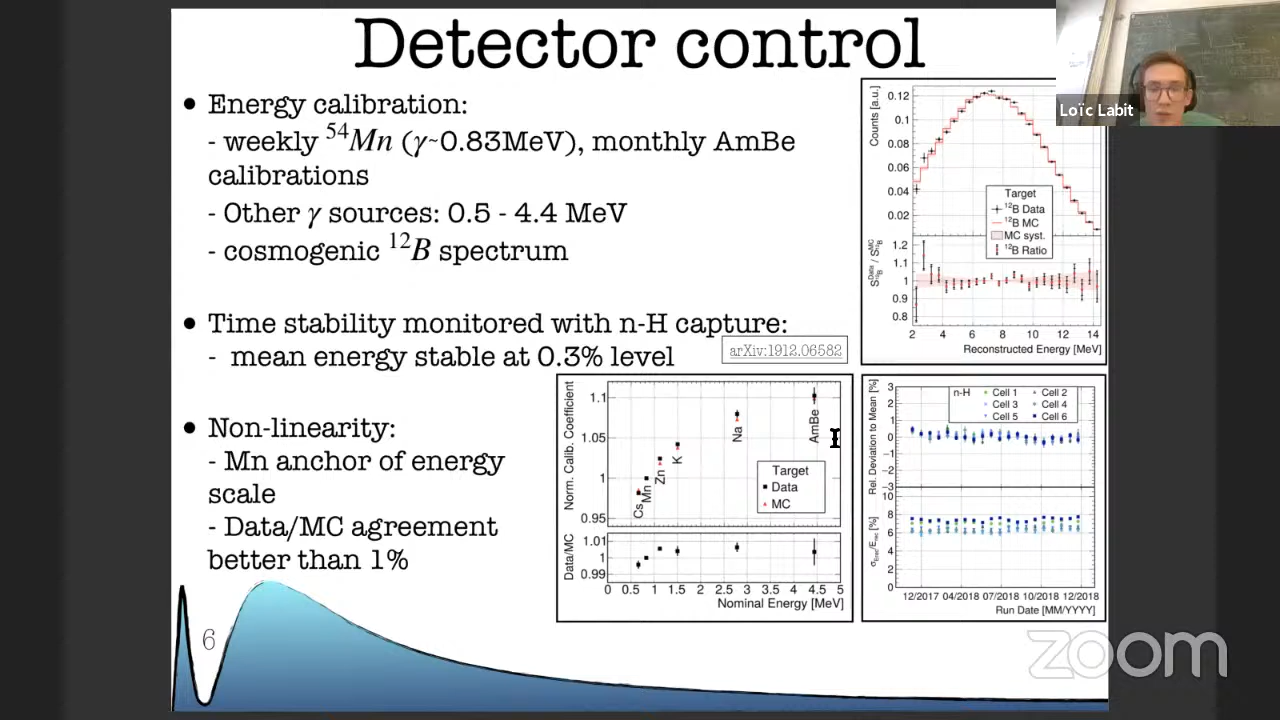 Detector control
Loïc Labit
• Energy calibration:
- weekly ⁵⁴Mn (γ~0.83MeV), monthly AmBe
calibrations
- Other γ sources: 0.5 - 4.4 MeV
- cosmogenic ¹²B spectrum
• Time stability monitored with n-H capture:
- mean energy stable at 0.3% level
arXiv:1912.06582
• Non-linearity:
- Mn anchor of energy
scale
- Data/MC agreement
better than 1%
6
Counts [a.u.]
0.12
0.1
0.08
0.06
0.04
0.02
Target
¹²B Data
¹²B MC
MC syst.
¹²B Ratio
S^Data_¹²B / S^MC_¹²B
1.2
1.1
1
0.9
0.8
2 4 6 8 10 12 14
Reconstructed Energy [MeV]
Norm. Calib. Coefficient
1.1
1.05
1
0.95
Cs
Mn
Zn
K
Na
AmBe
Target
Data
MC
Data/MC
1.01
1
0.99
0 0.5 1 1.5 2 2.5 3 3.5 4 4.5 5
Nominal Energy [MeV]
Rel. Deviation to Mean [%]
3
2
1
0
−1
−2
−3
n-H Cell 1 Cell 2
Cell 3 Cell 4
Cell 5 Cell 6
σ_Erec/E_rec [%]
10
8
6
4
2
0
12/2017 04/2018 07/2018 10/2018 12/2018
Run Date [MM/YYYY]
zoom